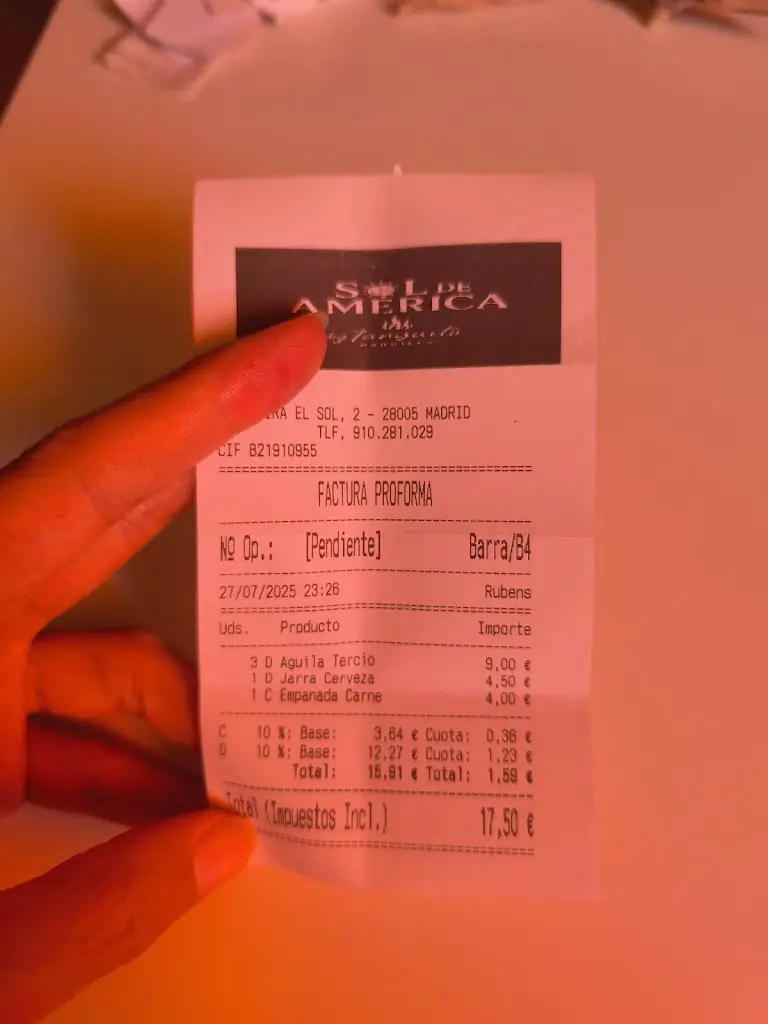 SOL DE
AMERICA
EL SOL, 2 - 28005 MADRID
TLF, 910.281.029
CIF B21910955
FACTURA PROFORMA
Nº Op.: [Pendiente] Barra/B4
27/07/2025 23:26 Rubens
Uds. Producto Importe
3 D Aguila Tercio 9,00 €
1 D Jarra Cerveza 4,50 €
1 C Empanada Carne 4,00 €
C 10 %: Base: 3,64 € Cuota: 0,36 €
D 10 %: Base: 12,27 € Cuota: 1,23 €
Total: 15,91 € Total: 1,59 €
Total (Impuestos Incl.) 17,50 €